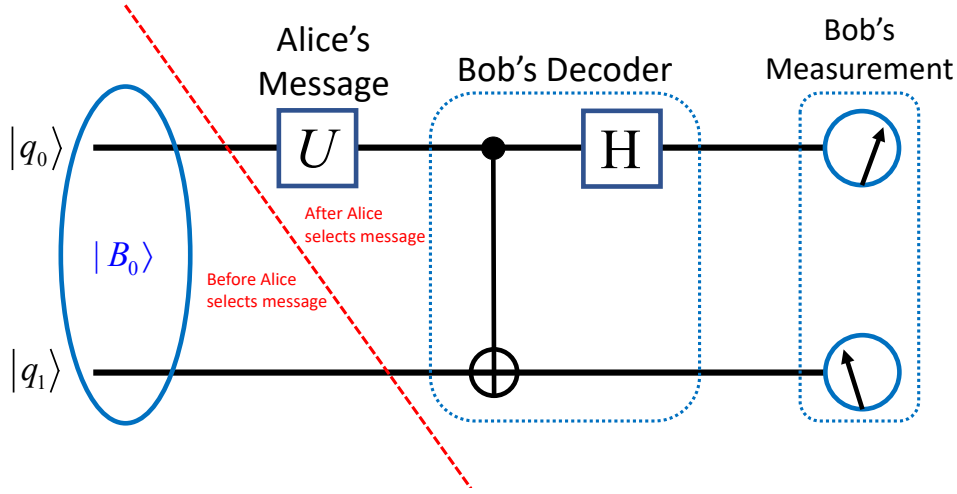 Alice's
Message
Bob's Decoder
Bob's
Measurement
|q₀⟩
U
H
After Alice
selects message
| B₀⟩
Before Alice
selects message
|q₁⟩